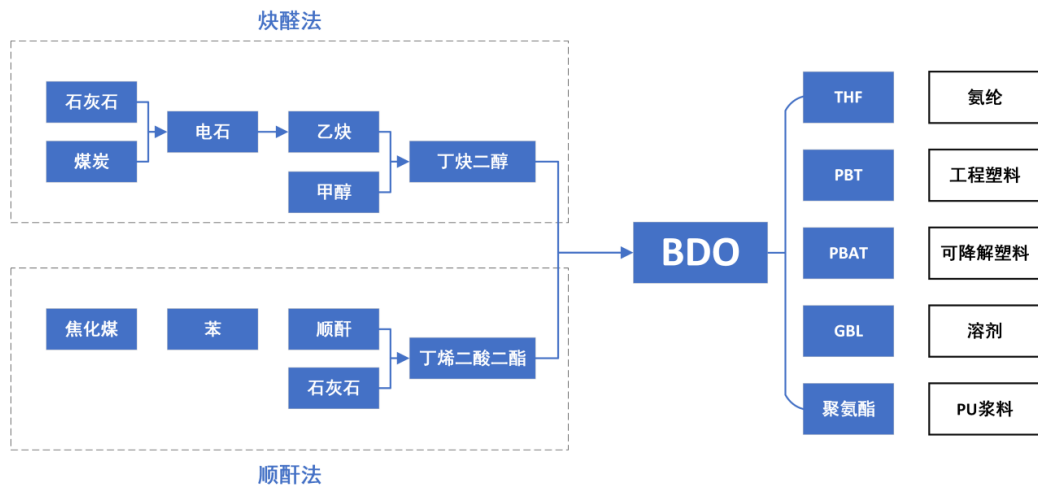 炔醛法
石灰石
煤炭
电石
乙炔
甲醇
丁炔二醇
焦化煤
苯
顺酐
石灰石
丁烯二酸二酯
顺酐法
BDO
THF
氨纶
PBT
工程塑料
PBAT
可降解塑料
GBL
溶剂
聚氨酯
PU浆料